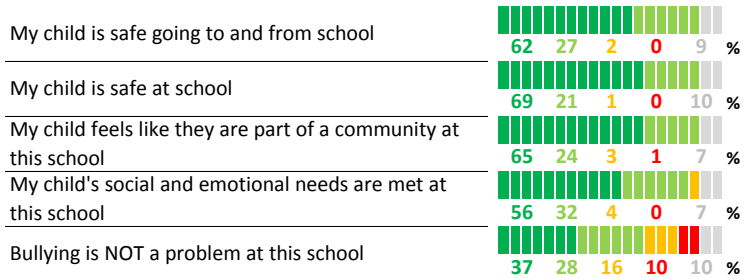 My child is safe going to and from school
62 27 2 0 9 %
My child is safe at school
69 21 1 0 10 %
My child feels like they are part of a community at
this school
65 24 3 1 7 %
My child's social and emotional needs are met at
this school
56 32 4 0 7 %
Bullying is NOT a problem at this school
37 28 16 10 10 %